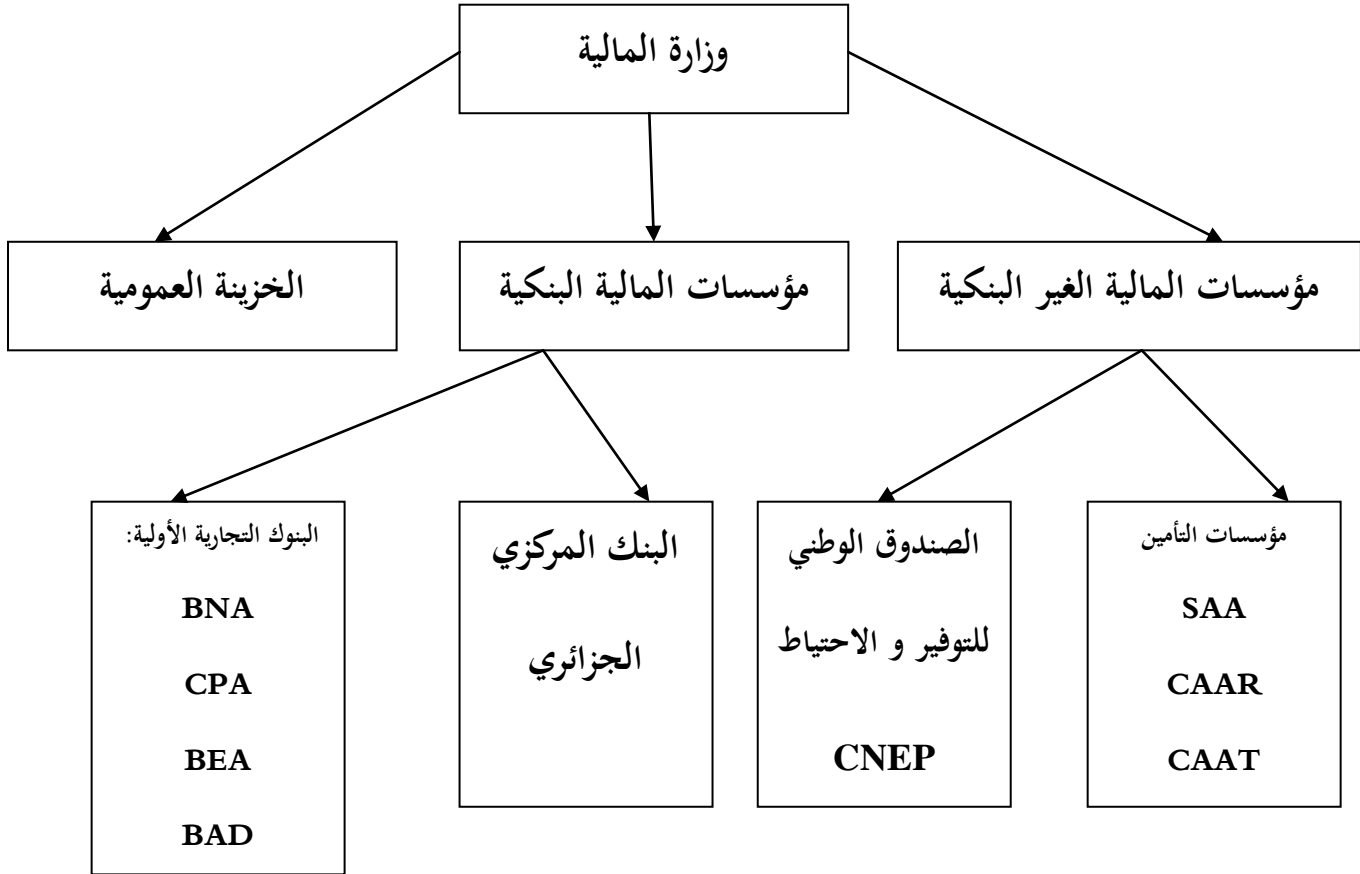 وزارة المالية
مؤسسات المالية الغير البنكية
مؤسسات المالية البنكية
الخزينة العمومية
مؤسسات التأمين
SAA
CAAR
CAAT
الصندوق الوطني
للتوفير و الاحتياط
CNEP
البنك المركزي
الجزائري
البنوك التجارية الأولية:
BNA
CPA
BEA
BAD